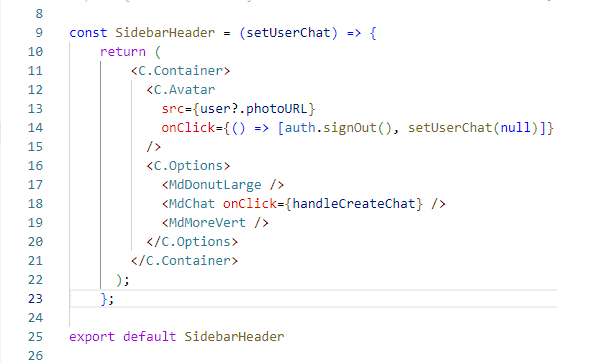 8
9 const SidebarHeader = (setUserChat) => {
10 return (
11 <C.Container>
12 <C.Avatar
13 src={user?.photoURL}
14 onClick={() => [auth.signOut(), setUserChat(null)]}
15 />
16 <C.Options>
17 <MdDonutLarge />
18 <MdChat onClick={handleCreateChat} />
19 <MdMoreVert />
20 </C.Options>
21 </C.Container>
22 );
23 };
24
25 export default SidebarHeader
26